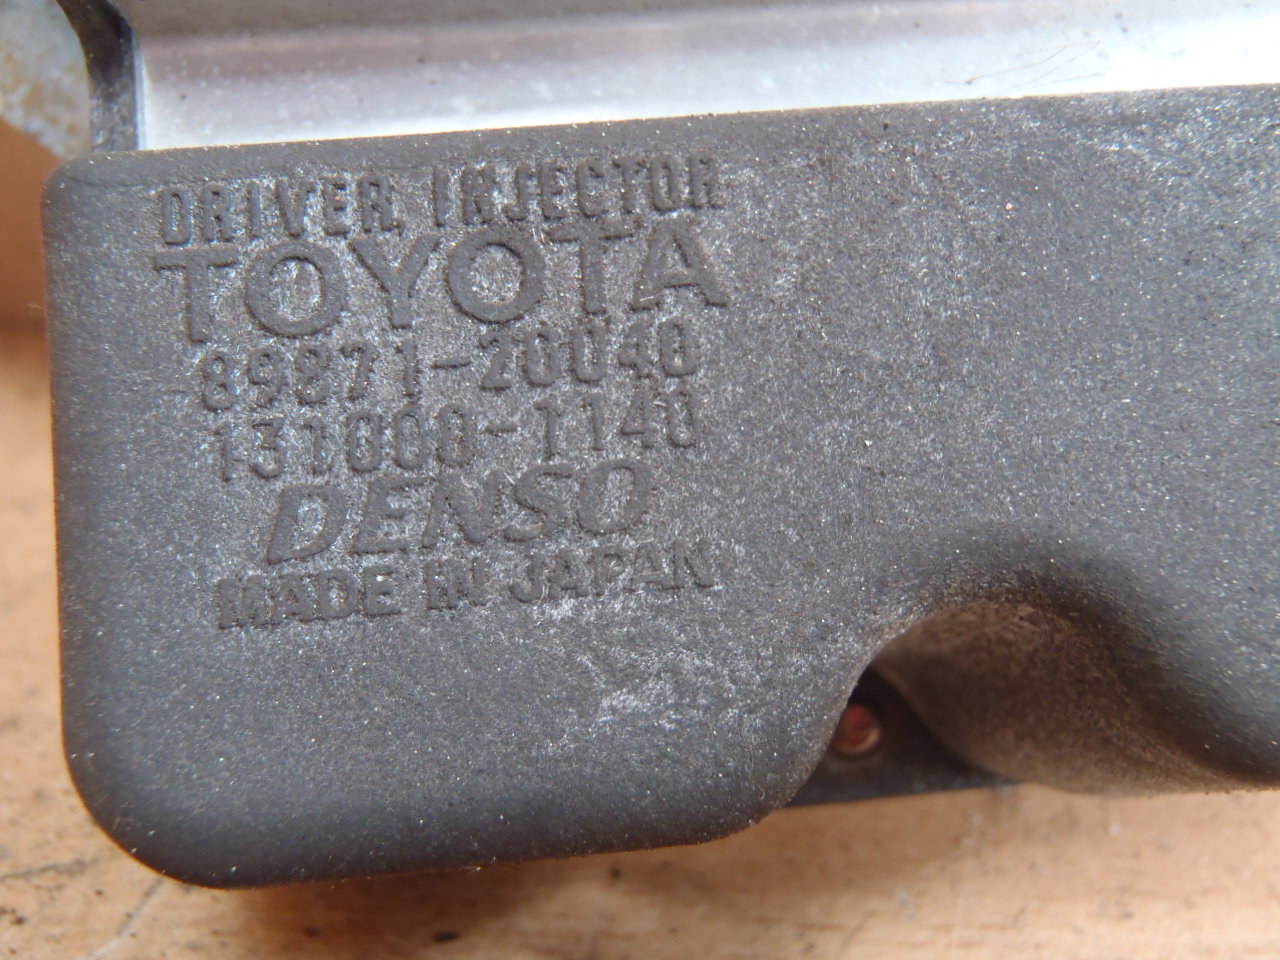 DRIVER, INJECTOR
TOYOTA
89871-20040
131000-1140
DENSO
MADE IN JAPAN